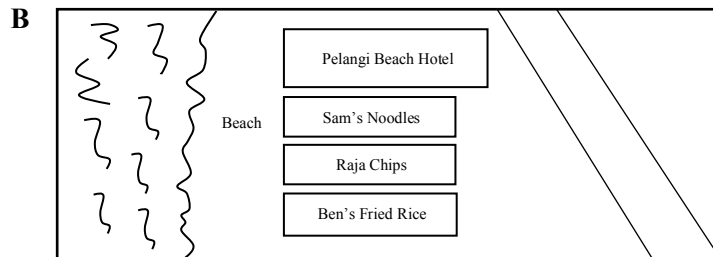 B
Pelangi Beach Hotel
Beach
Sam’s Noodles
Raja Chips
Ben’s Fried Rice